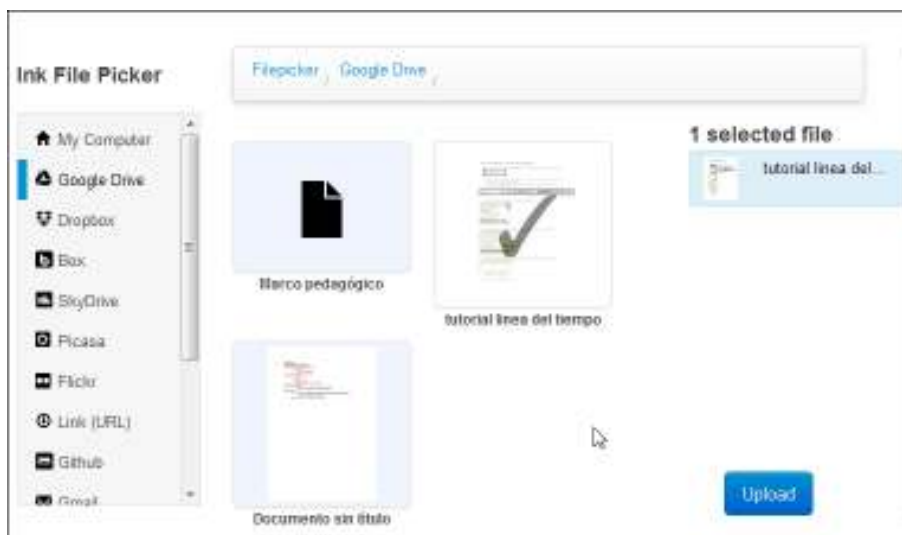 Ink File Picker
Filepicker / Google Drive /
My Computer
Google Drive
Dropbox
Box
SkyDrive
Picasa
Flickr
Link (URL)
Github
Gmail
Marco pedagógico
tutorial linea del tiempo
Documento sin título
1 selected file
tutorial linea del...
Upload